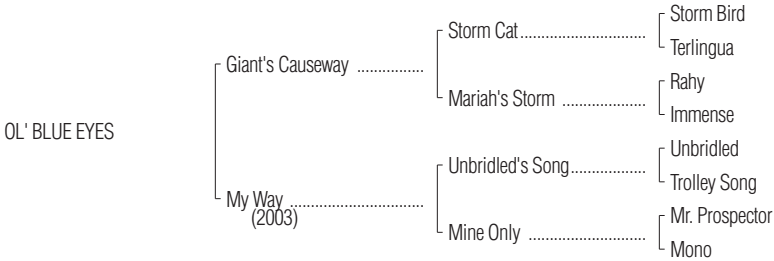 Storm Bird
Storm Cat..............................
Terlingua
Giant's Causeway ................
Rahy
Mariah's Storm ....................
Immense
OL' BLUE EYES
Unbridled
Unbridled's Song..................
Trolley Song
My Way ................................
(2003)
Mr. Prospector
Mine Only ............................
Mono